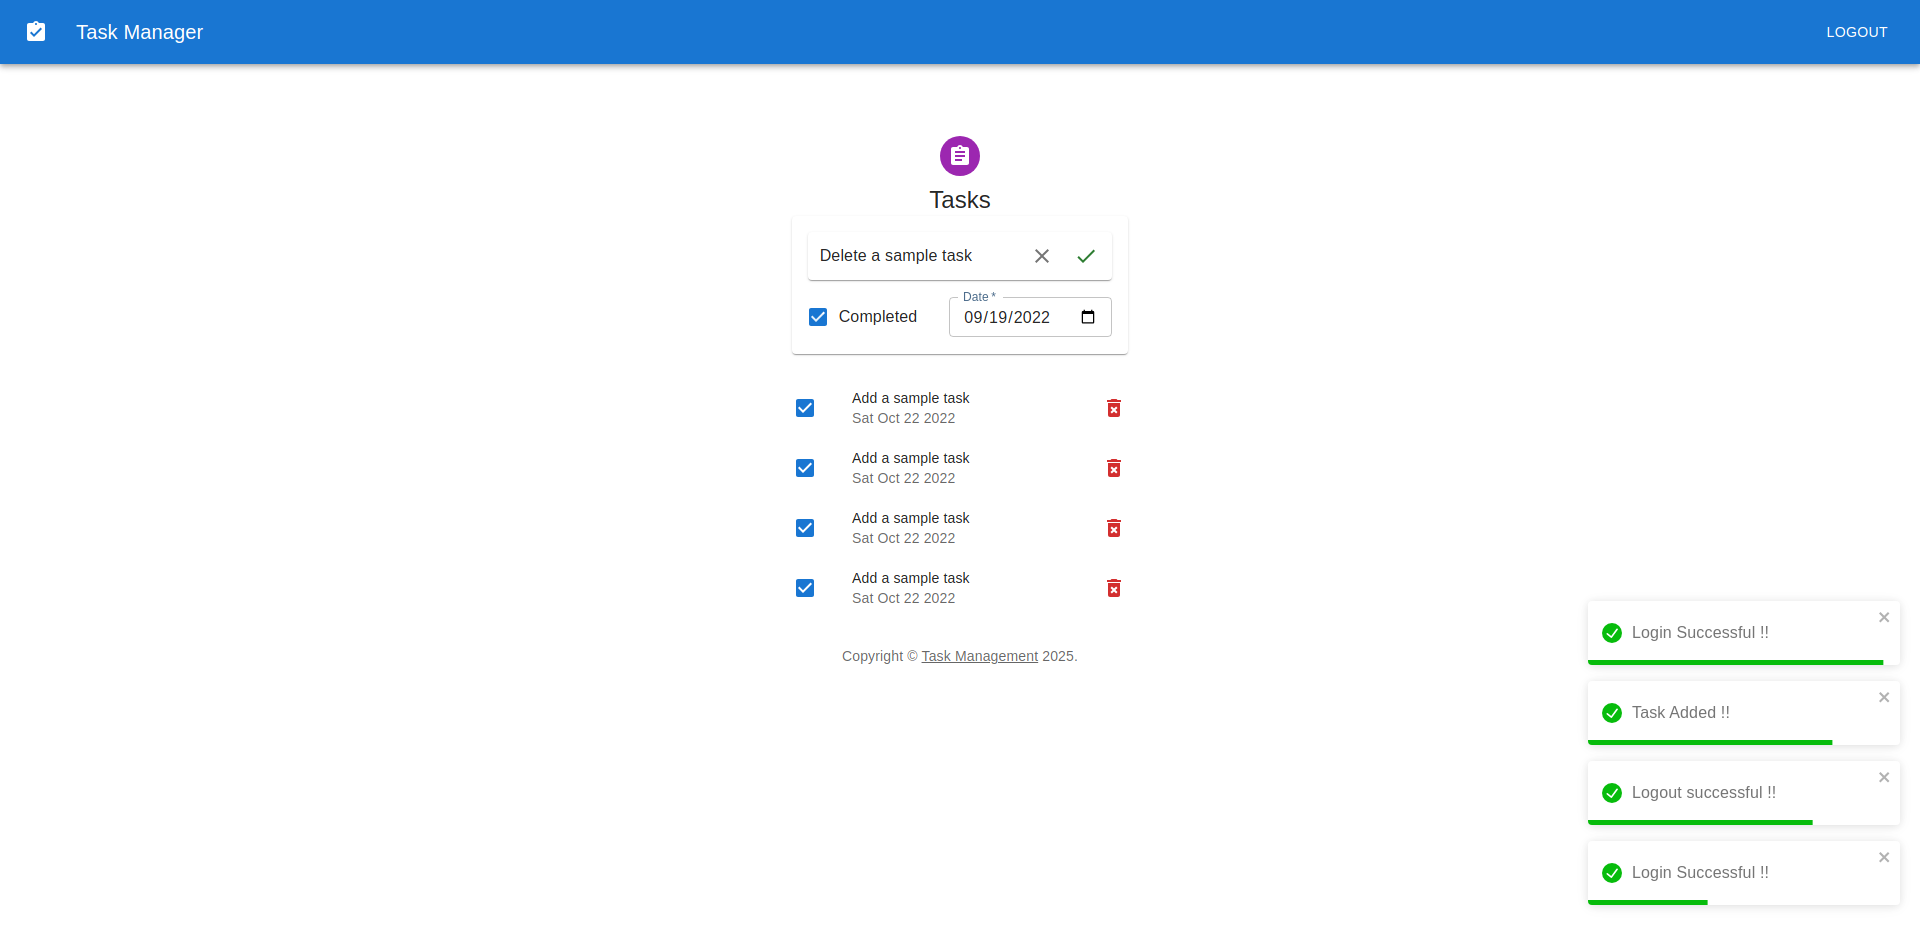 Task Manager
LOGOUT
Tasks
Delete a sample task
Date *
Completed
09/19/2022
Add a sample task
Sat Oct 22 2022
Add a sample task
Sat Oct 22 2022
Add a sample task
Sat Oct 22 2022
Add a sample task
Sat Oct 22 2022
Copyright © Task Management 2025.
Login Successful !!
Task Added !!
Logout successful !!
Login Successful !!